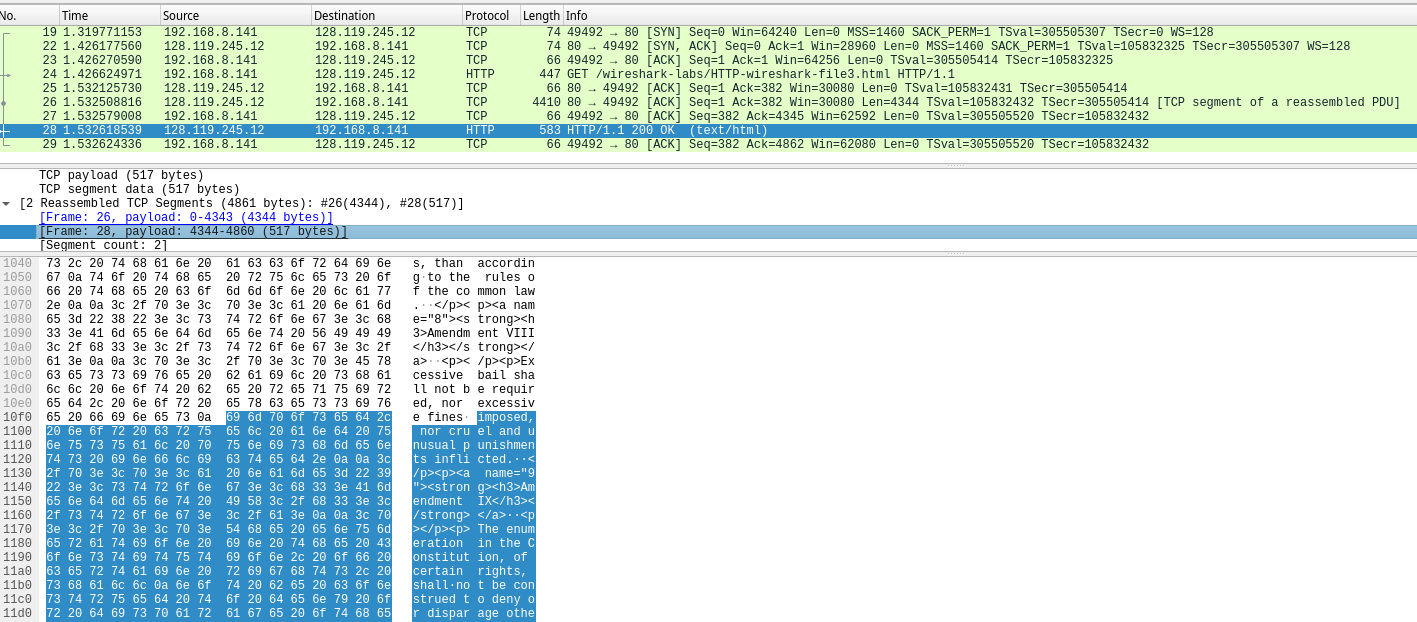 No. Time Source Destination Protocol Length Info
19 1.319771153 192.168.8.141 128.119.245.12 TCP 74 49492 → 80 [SYN] Seq=0 Win=64240 Len=0 MSS=1460 SACK_PERM=1 TSval=305505307 TSecr=0 WS=128
22 1.426177560 128.119.245.12 192.168.8.141 TCP 74 80 → 49492 [SYN, ACK] Seq=0 Ack=1 Win=28960 Len=0 MSS=1460 SACK_PERM=1 TSval=105832325 TSecr=305505307 WS=128
23 1.426270590 192.168.8.141 128.119.245.12 TCP 66 49492 → 80 [ACK] Seq=1 Ack=1 Win=64256 Len=0 TSval=305505414 TSecr=105832325
24 1.426624971 192.168.8.141 128.119.245.12 HTTP 447 GET /wireshark-labs/HTTP-wireshark-file3.html HTTP/1.1
25 1.532125730 128.119.245.12 192.168.8.141 TCP 66 80 → 49492 [ACK] Seq=1 Ack=382 Win=30080 Len=0 TSval=105832431 TSecr=305505414
26 1.532508816 128.119.245.12 192.168.8.141 TCP 4410 80 → 49492 [ACK] Seq=1 Ack=382 Win=30080 Len=4344 TSval=105832432 TSecr=305505414 [TCP segment of a reassembled PDU]
27 1.532579008 192.168.8.141 128.119.245.12 TCP 66 49492 → 80 [ACK] Seq=382 Ack=4345 Win=62592 Len=0 TSval=305505520 TSecr=105832432
28 1.532618539 128.119.245.12 192.168.8.141 HTTP 583 HTTP/1.1 200 OK (text/html)
29 1.532624336 192.168.8.141 128.119.245.12 TCP 66 49492 → 80 [ACK] Seq=382 Ack=4862 Win=62080 Len=0 TSval=305505520 TSecr=105832432
TCP payload (517 bytes)
TCP segment data (517 bytes)
[2 Reassembled TCP Segments (4861 bytes): #26(4344), #28(517)]
[Frame: 26, payload: 0-4343 (4344 bytes)]
[Frame: 28, payload: 4344-4860 (517 bytes)]
[Segment count: 2]
1040 73 2c 20 74 68 61 6e 20 61 63 63 6f 72 64 69 6e s, than accordin
1050 67 0a 74 6f 20 74 68 65 20 72 75 6c 65 73 20 6f g·to the rules o
1060 66 20 74 68 65 20 63 6f 6d 6d 6f 6e 20 6c 61 77 f the co mmon law
1070 2e 0a 0a 3c 2f 70 3e 3c 70 3e 3c 61 20 6e 61 6d .··</p>< p><a nam
1080 65 3d 22 38 22 3e 3c 73 74 72 6f 6e 67 3e 3c 68 e="8"><s trong><h
1090 33 3e 41 6d 65 6e 64 6d 65 6e 74 20 56 49 49 49 3>Amendm ent VIII
10a0 3c 2f 68 33 3e 3c 2f 73 74 72 6f 6e 67 3e 3c 2f </h3></s trong></
10b0 61 3e 0a 0a 3c 70 3e 3c 2f 70 3e 3c 70 3e 45 78 a>··<p>< /p><p>Ex
10c0 63 65 73 73 69 76 65 20 62 61 69 6c 20 73 68 61 cessive bail sha
10d0 6c 6c 20 6e 6f 74 20 62 65 20 72 65 71 75 69 72 ll not b e requir
10e0 65 64 2c 20 6e 6f 72 20 65 78 63 65 73 73 69 76 ed, nor excessiv
10f0 65 20 66 69 6e 65 73 0a 69 6d 70 6f 73 65 64 2c e fines· imposed,
1100 20 6e 6f 72 20 63 72 75 65 6c 20 61 6e 64 20 75 nor cru el and u
1110 6e 75 73 75 61 6c 20 70 75 6e 69 73 68 6d 65 6e nusual p unishmen
1120 74 73 20 69 6e 66 6c 69 63 74 65 64 2e 0a 0a 3c ts infli cted.··<
1130 2f 70 3e 3c 70 3e 3c 61 20 6e 61 6d 65 3d 22 39 /p><p><a name="9
1140 22 3e 3c 73 74 72 6f 6e 67 3e 3c 68 33 3e 41 6d "><stron g><h3>Am
1150 65 6e 64 6d 65 6e 74 20 49 58 3c 2f 68 33 3e 3c endment IX</h3><
1160 2f 73 74 72 6f 6e 67 3e 3c 2f 61 3e 0a 0a 3c 70 /strong> </a>··<p
1170 3e 3c 2f 70 3e 3c 70 3e 54 68 65 20 65 6e 75 6d ></p><p> The enum
1180 65 72 61 74 69 6f 6e 20 69 6e 20 74 68 65 20 43 eration in the C
1190 6f 6e 73 74 69 74 75 74 69 6f 6e 2c 20 6f 66 20 onstitut ion, of
11a0 63 65 72 74 61 69 6e 20 72 69 67 68 74 73 2c 20 certain rights,
11b0 73 68 61 6c 6c 0a 6e 6f 74 20 62 65 20 63 6f 6e shall·no t be con
11c0 73 74 72 75 65 64 20 74 6f 20 64 65 6e 79 20 6f strued t o deny o
11d0 72 20 64 69 73 70 61 72 61 67 65 20 6f 74 68 65 r dispar age othe